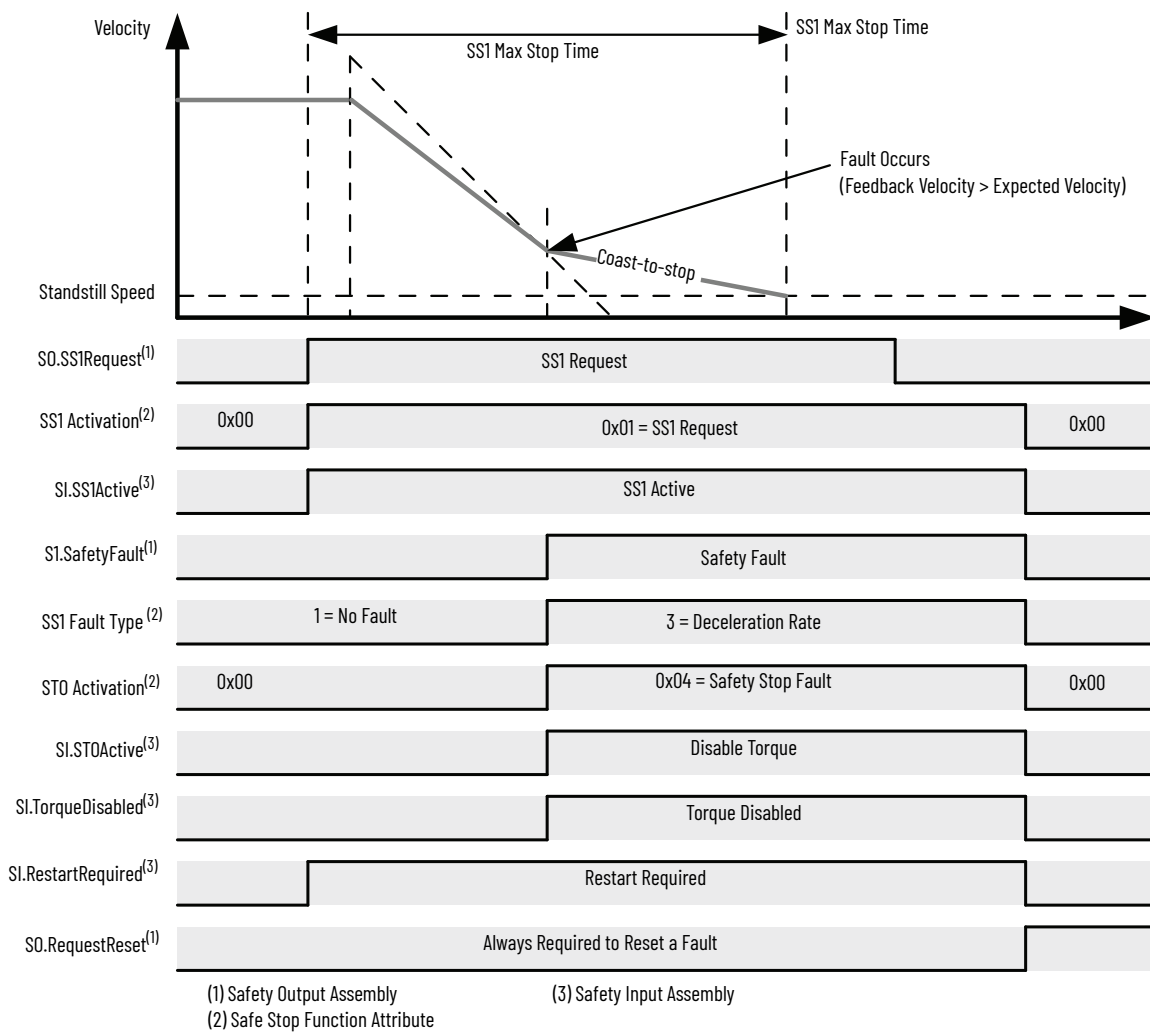 Velocity
SS1 Max Stop Time
SS1 Max Stop Time
Fault Occurs
(Feedback Velocity > Expected Velocity)
Coast-to-stop
Standstill Speed
SO.SS1Request(1)
SS1 Request
SS1 Activation(2)
0x00
0x01 = SS1 Request
0x00
SI.SS1Active(3)
SS1 Active
S1.SafetyFault(1)
Safety Fault
SS1 Fault Type (2)
1 = No Fault
3 = Deceleration Rate
STO Activation(2)
0x00
0x04 = Safety Stop Fault
0x00
SI.STOActive(3)
Disable Torque
SI.TorqueDisabled(3)
Torque Disabled
SI.RestartRequired(3)
Restart Required
SO.RequestReset(1)
Always Required to Reset a Fault
(1) Safety Output Assembly
(3) Safety Input Assembly
(2) Safe Stop Function Attribute